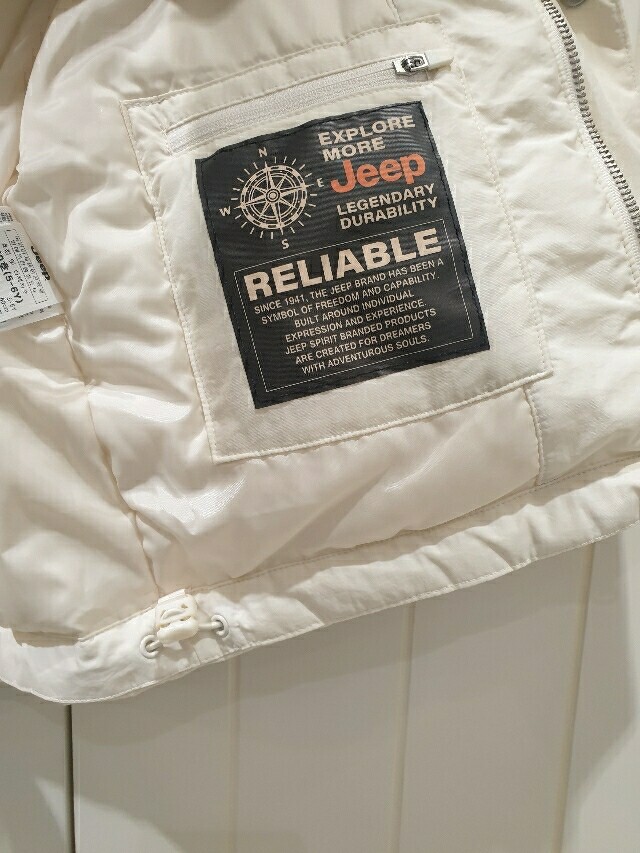 EXPLORE
MORE
Jeep
LEGENDARY
DURABILITY
N
E
W
S
RELIABLE
SINCE 1941, THE JEEP BRAND HAS BEEN A
SYMBOL OF FREEDOM AND CAPABILITY.
BUILT AROUND INDIVIDUAL
EXPRESSION AND EXPERIENCE.
JEEP SPIRIT BRANDED PRODUCTS
ARE CREATED FOR DREAMERS
WITH ADVENTUROUS SOULS.